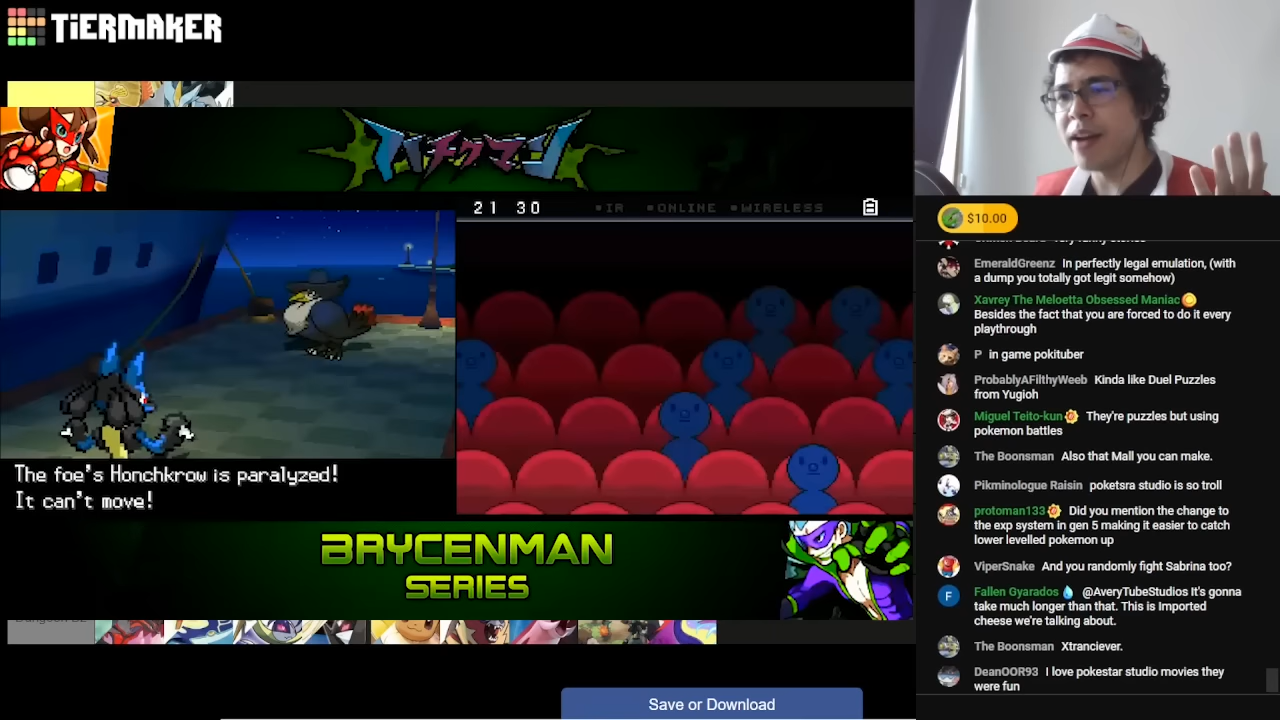 TiERMAKER
ハチクマン
21 30
IR ONLINE WIRELESS
The foe's Honchkrow is paralyzed!
It can't move!
BRYCENMAN
SERIES
Save or Download
$10.00
EmeraldGreenz In perfectly legal emulation, (with
a dump you totally got legit somehow)
Xavrey The Meloetta Obsessed Maniac
Besides the fact that you are forced to do it every
playthrough
P in game pokituber
ProbablyAFilthyWeeb Kinda like Duel Puzzles
from Yugioh
Miguel Teito-kun They're puzzles but using
pokemon battles
The Boonsman Also that Mall you can make.
Pikminologue Raisin poketsra studio is so troll
protoman133 Did you mention the change to
the exp system in gen 5 making it easier to catch
lower levelled pokemon up
ViperSnake And you randomly fight Sabrina too?
F
Fallen Gyarados @AveryTubeStudios It's gonna
take much longer than that. This is Imported
cheese we're talking about.
The Boonsman Xtranciever.
DeanOOR93 I love pokestar studio movies they
were fun